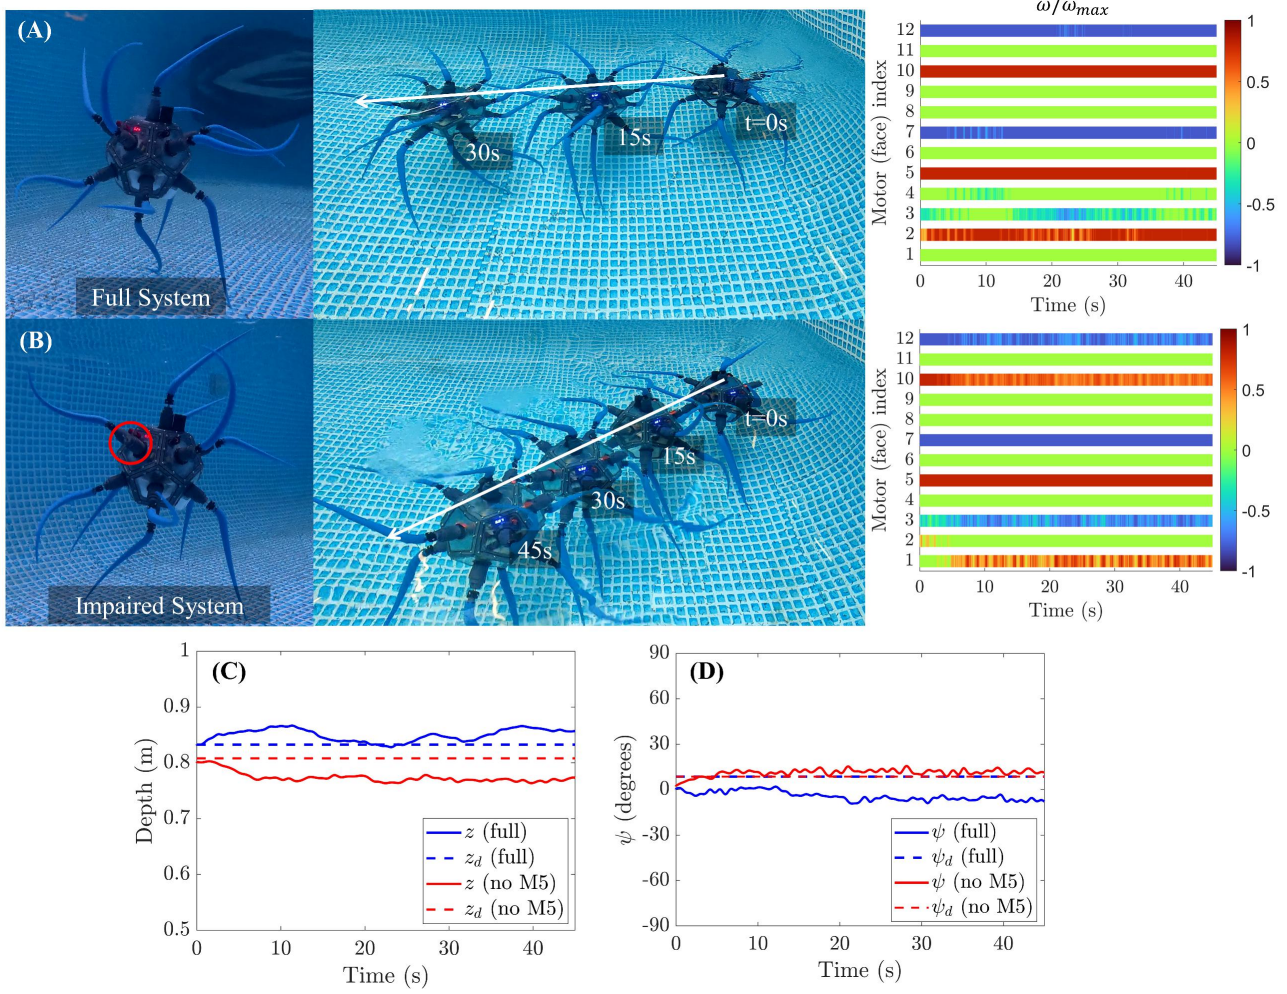 (A)
Full System
30s
15s
t=0s
ω/ω_max
Motor (face) index
12
11
10
9
8
7
6
5
4
3
2
1
0
10
20
30
40
Time (s)
1
0.5
0
-0.5
-1
(B)
Impaired System
45s
30s
15s
t=0s
Motor (face) index
12
11
10
9
8
7
6
5
4
3
2
1
0
10
20
30
40
Time (s)
1
0.5
0
-0.5
-1
(C)
Depth (m)
1
0.9
0.8
0.7
0.6
0.5
0
10
20
30
40
Time (s)
z (full)
z_d (full)
z (no M5)
z_d (no M5)
(D)
ψ (degrees)
90
60
30
0
-30
-60
-90
0
10
20
30
40
Time (s)
ψ (full)
ψ_d (full)
ψ (no M5)
ψ_d (no M5)